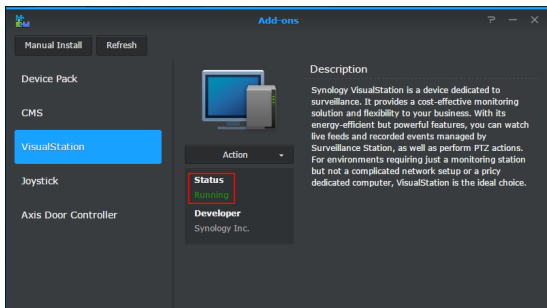 Add-ons
Manual Install
Refresh
Device Pack
CMS
VisualStation
Joystick
Axis Door Controller
Action
Status
Running
Developer
Synology Inc.
Description
Synology VisualStation is a device dedicated to
surveillance. It provides a cost-effective monitoring
solution and flexibility to your business. With its
energy-efficient but powerful features, you can watch
live feeds and recorded events managed by
Surveillance Station, as well as perform PTZ actions.
For environments requiring just a monitoring station
but not a complicated network setup or a pricy
dedicated computer, VisualStation is the ideal choice.